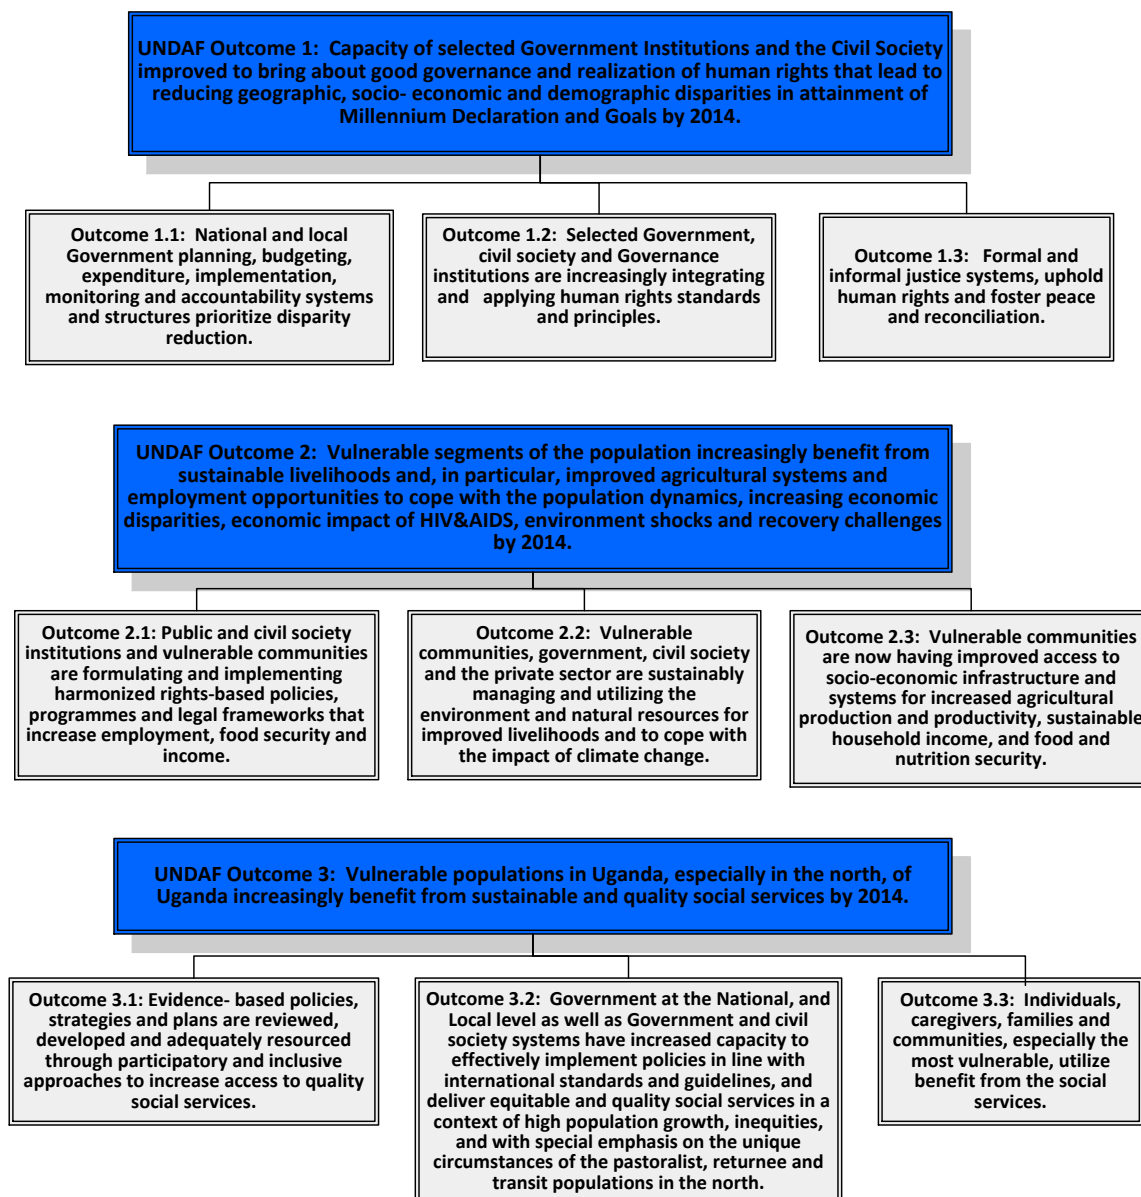 UNDAF Outcome 1:  Capacity of selected Government Institutions and the Civil Society
improved to bring about good governance and realization of human rights that lead to
reducing geographic, socio- economic and demographic disparities in attainment of
Millennium Declaration and Goals by 2014.
Outcome 1.1:  National and local
Government planning, budgeting,
expenditure, implementation,
monitoring and accountability systems
and structures prioritize disparity
reduction.
Outcome 1.2:  Selected Government,
civil society and Governance
institutions are increasingly integrating
and   applying human rights standards
and principles.
Outcome 1.3:   Formal and
informal justice systems, uphold
human rights and foster peace
and reconciliation.
UNDAF Outcome 2:  Vulnerable segments of the population increasingly benefit from
sustainable livelihoods and, in particular, improved agricultural systems and
employment opportunities to cope with the population dynamics, increasing economic
disparities, economic impact of HIV&AIDS, environment shocks and recovery challenges
by 2014.
Outcome 2.1: Public and civil society
institutions and vulnerable communities
are formulating and implementing
harmonized rights-based policies,
programmes and legal frameworks that
increase employment, food security and
income.
Outcome 2.2:  Vulnerable
communities, government, civil society
and the private sector are sustainably
managing and utilizing the
environment and natural resources for
improved livelihoods and to cope with
the impact of climate change.
Outcome 2.3:  Vulnerable communities
are now having improved access to
socio-economic infrastructure and
systems for increased agricultural
production and productivity, sustainable
household income, and food and
nutrition security.
UNDAF Outcome 3:  Vulnerable populations in Uganda, especially in the north, of
Uganda increasingly benefit from sustainable and quality social services by 2014.
Outcome 3.1: Evidence- based policies,
strategies and plans are reviewed,
developed and adequately resourced
through participatory and inclusive
approaches to increase access to quality
social services.
Outcome 3.2:  Government at the National, and
Local level as well as Government and civil
society systems have increased capacity to
effectively implement policies in line with
international standards and guidelines, and
deliver equitable and quality social services in a
context of high population growth, inequities,
and with special emphasis on the unique
circumstances of the pastoralist, returnee and
transit populations in the north.
Outcome 3.3:  Individuals,
caregivers, families and
communities, especially the
most vulnerable, utilize
benefit from the social
services.